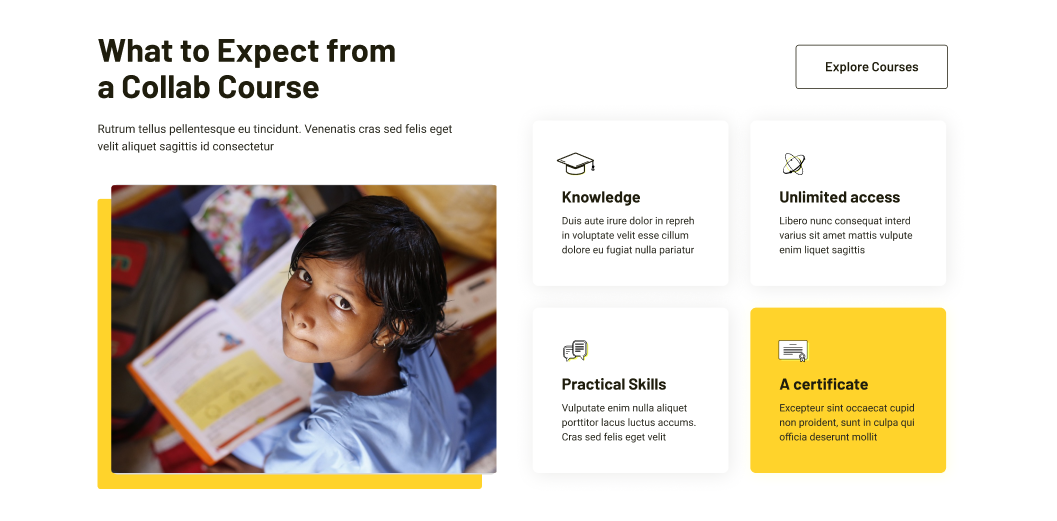 What to Expect from
a Collab Course
Rutrum tellus pellentesque eu tincidunt. Venenatis cras sed felis eget
velit aliquet sagittis id consectetur
Explore Courses
Knowledge
Duis aute irure dolor in repreh
in voluptate velit esse cillum
dolore eu fugiat nulla pariatur
Unlimited access
Libero nunc consequat interd
varius sit amet mattis vulpute
enim liquet sagittis
Practical Skills
Vulputate enim nulla aliquet
porttitor lacus luctus accums.
Cras sed felis eget velit
A certificate
Excepteur sint occaecat cupid
non proident, sunt in culpa qui
officia deserunt mollit